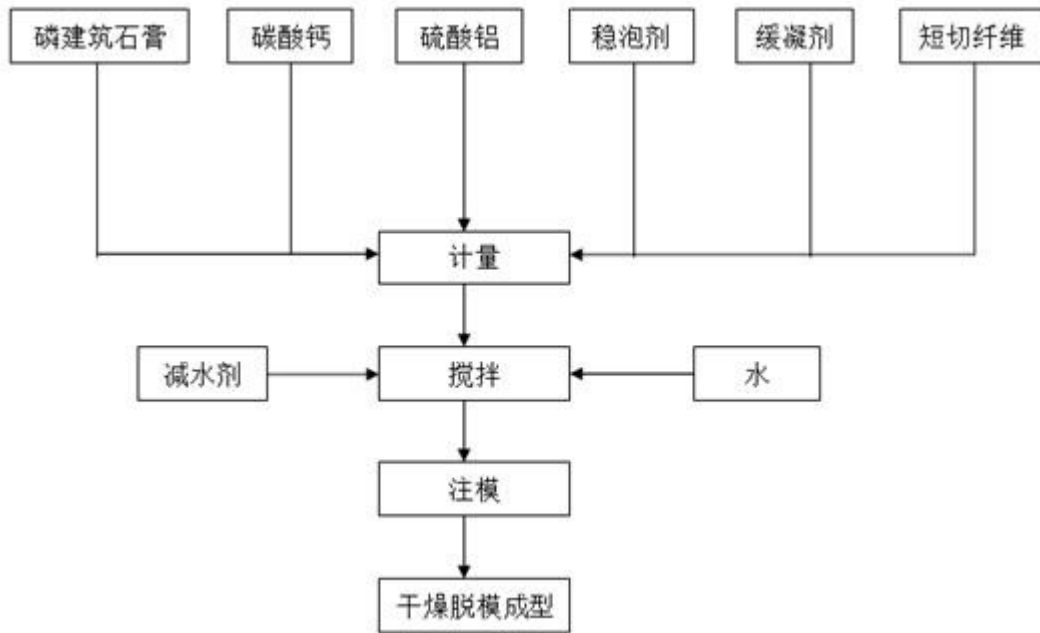 磷建筑石膏
碳酸钙
硫酸铝
稳泡剂
缓凝剂
短切纤维
计量
减水剂
搅拌
水
注模
干燥脱模成型